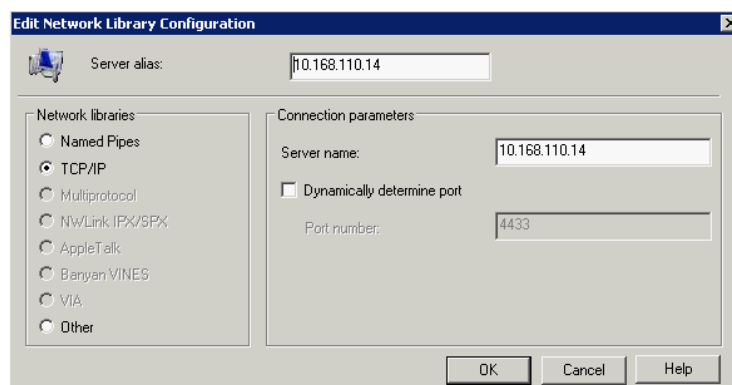 Edit Network Library Configuration
Server alias: 10.168.110.14
Network libraries
Named Pipes
TCP/IP
Multiprotocol
NWLink IPX/SPX
AppleTalk
Banyan VINES
VIA
Other
Connection parameters
Server name: 10.168.110.14
Dynamically determine port
Port number: 4433
OK Cancel Help